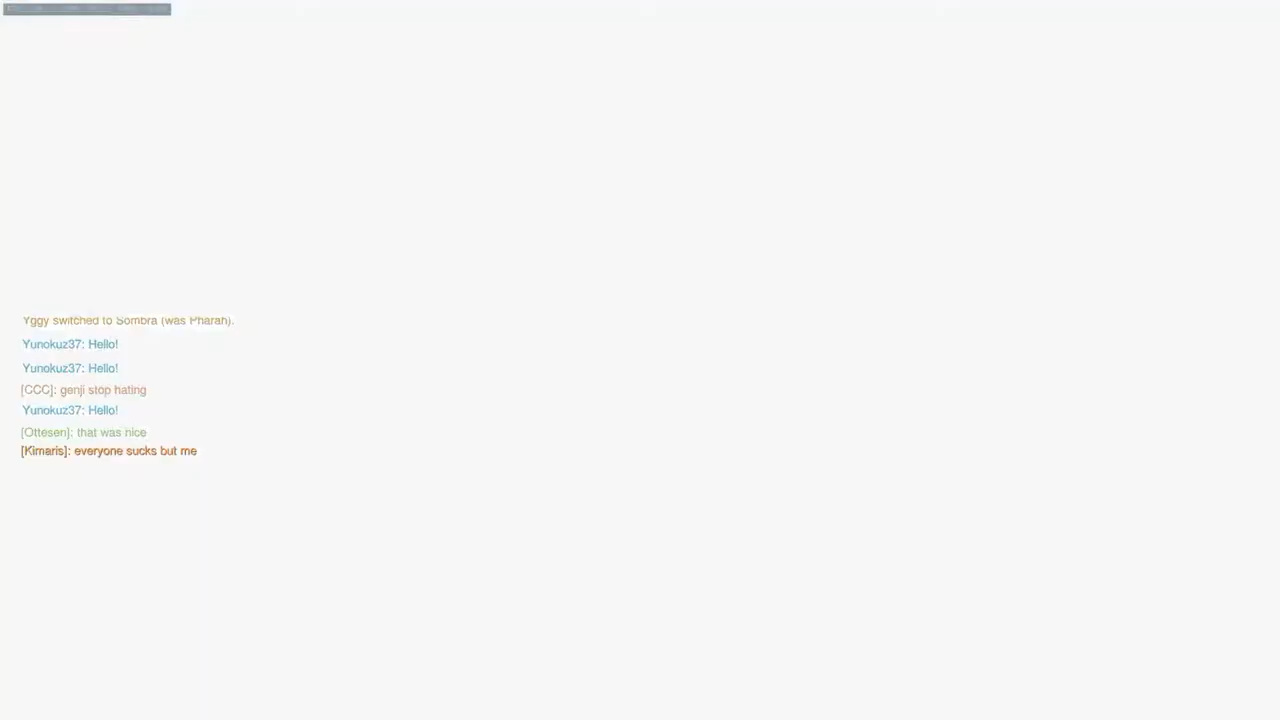 Yggy switched to Sombra (was Pharah).
Yunokuz37: Hello!
Yunokuz37: Hello!
[CCC]: genji stop hating
Yunokuz37: Hello!
[Ottesen]: that was nice
[Kimaris]: everyone sucks but me